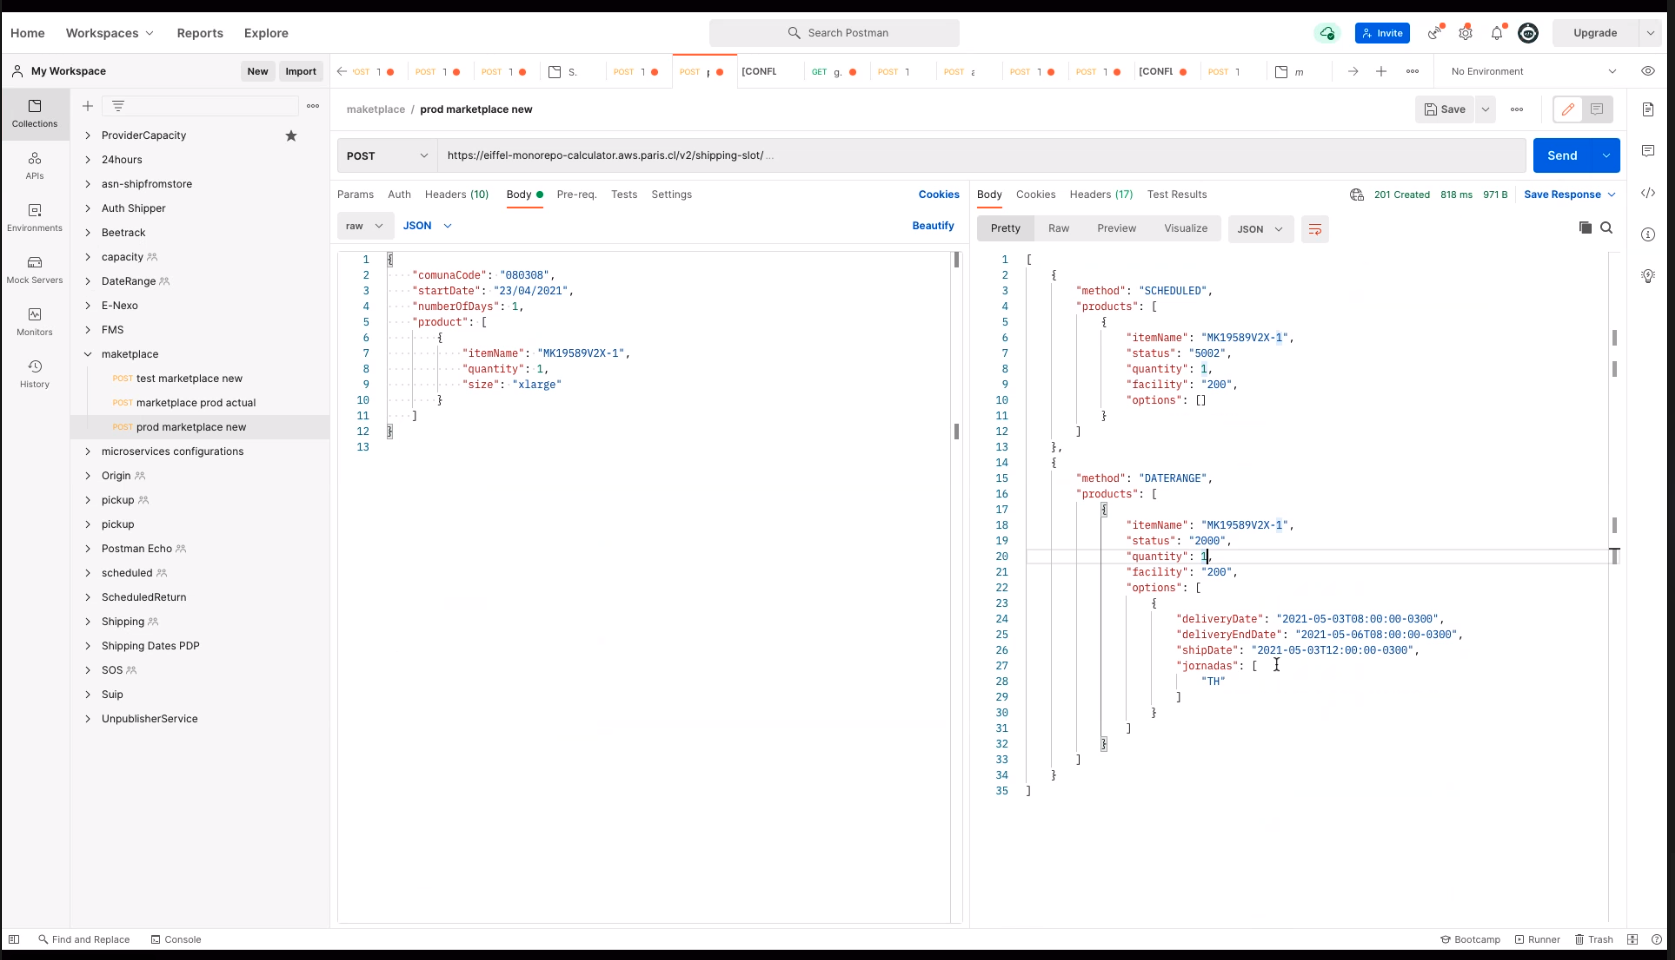 Home Workspaces Reports Explore
Search Postman
Invite
Upgrade
My Workspace
New Import
OST 1 POST 1 POST 1 S. POST 1 POST [CONFL GET g. POST 1 POST POST 1 POST 1 [CONFL POST 1 m
No Environment
Collections
APIs
Environments
Mock Servers
Monitors
History
ProviderCapacity
24hours
asn-shipfromstore
Auth Shipper
Beetrack
capacity
DateRange
E-Nexo
FMS
maketplace
POST test marketplace new
POST marketplace prod actual
POST prod marketplace new
microservices configurations
Origin
pickup
pickup
Postman Echo
scheduled
ScheduledReturn
Shipping
Shipping Dates PDP
SOS
Suip
UnpublisherService
maketplace / prod marketplace new
Save
POST
https://eiffel-monorepo-calculator.aws.paris.cl/v2/shipping-slot/ ...
Send
Params Auth Headers (10) Body Pre-req. Tests Settings
Cookies
raw JSON
Beautify
1 {
2 "comunaCode": "080308",
3 "startDate": "23/04/2021",
4 "numberOfDays": 1,
5 "product": [
6 {
7 "itemName": "MK19589V2X-1",
8 "quantity": 1,
9 "size": "xlarge"
10 }
11 ]
12 }
13
Body Cookies Headers (17) Test Results
201 Created 818 ms 971 B Save Response
Pretty Raw Preview Visualize JSON
1 [
2 {
3 "method": "SCHEDULED",
4 "products": [
5 {
6 "itemName": "MK19589V2X-1",
7 "status": "5002",
8 "quantity": 1,
9 "facility": "200",
10 "options": []
11 }
12 ]
13 },
14 {
15 "method": "DATERANGE",
16 "products": [
17 {
18 "itemName": "MK19589V2X-1",
19 "status": "2000",
20 "quantity": 1,
21 "facility": "200",
22 "options": [
23 {
24 "deliveryDate": "2021-05-03T08:00:00-0300",
25 "deliveryEndDate": "2021-05-06T08:00:00-0300",
26 "shipDate": "2021-05-03T12:00:00-0300",
27 "jornadas": [
28 "TH"
29 ]
30 }
31 ]
32 }
33 ]
34 }
35 ]
Find and Replace Console
Bootcamp Runner Trash